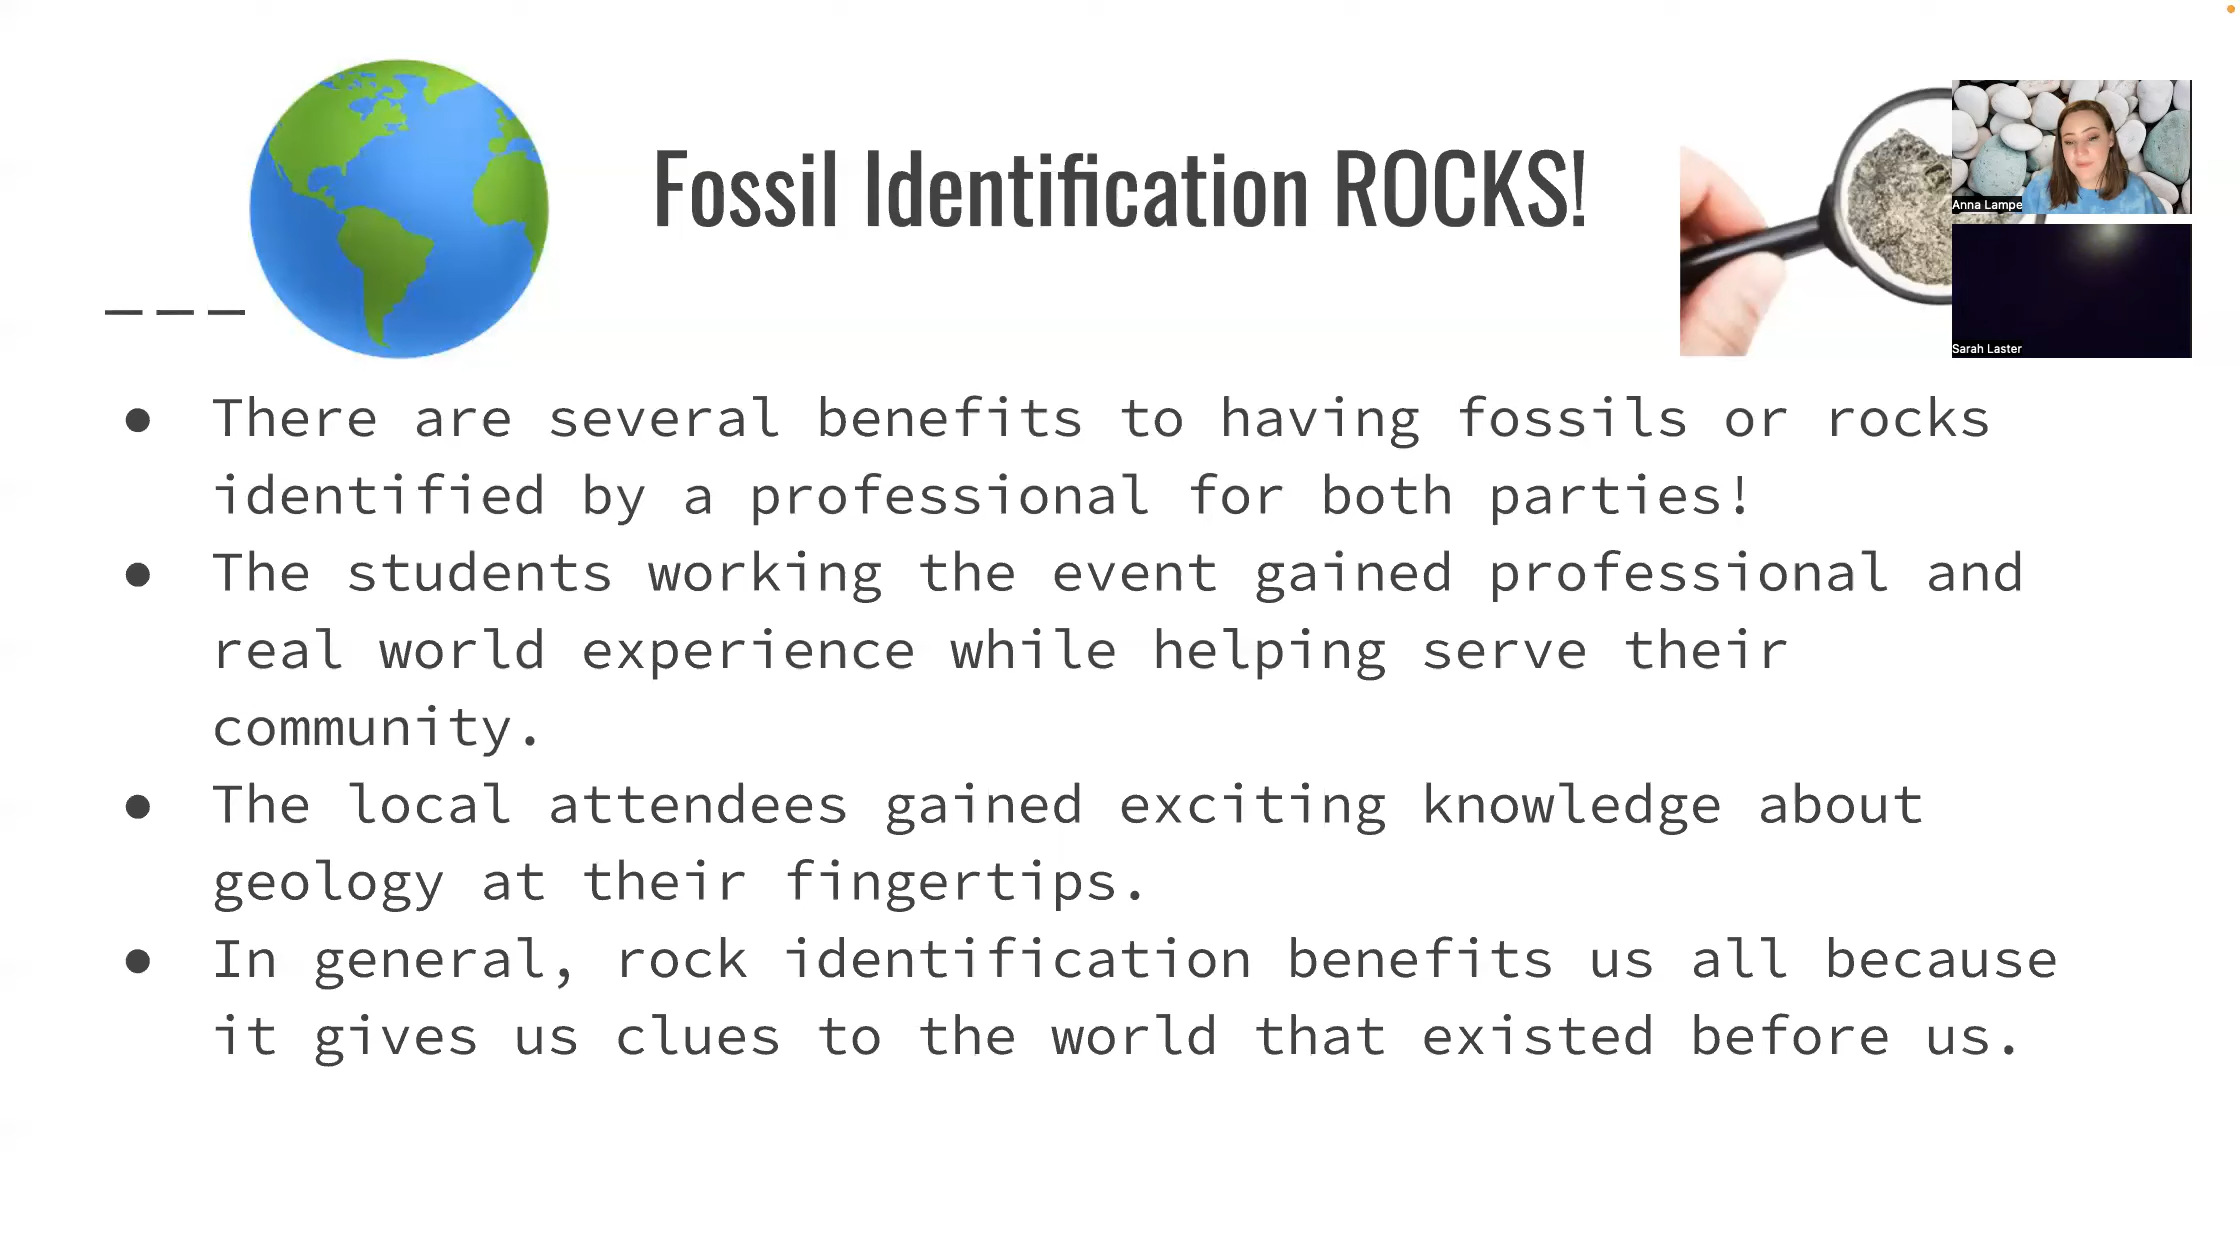 Fossil Identification ROCKS!
Anna Lampe
Sarah Laster
● There are several benefits to having fossils or rocks
identified by a professional for both parties!
● The students working the event gained professional and
real world experience while helping serve their
community.
● The local attendees gained exciting knowledge about
geology at their fingertips.
● In general, rock identification benefits us all because
it gives us clues to the world that existed before us.